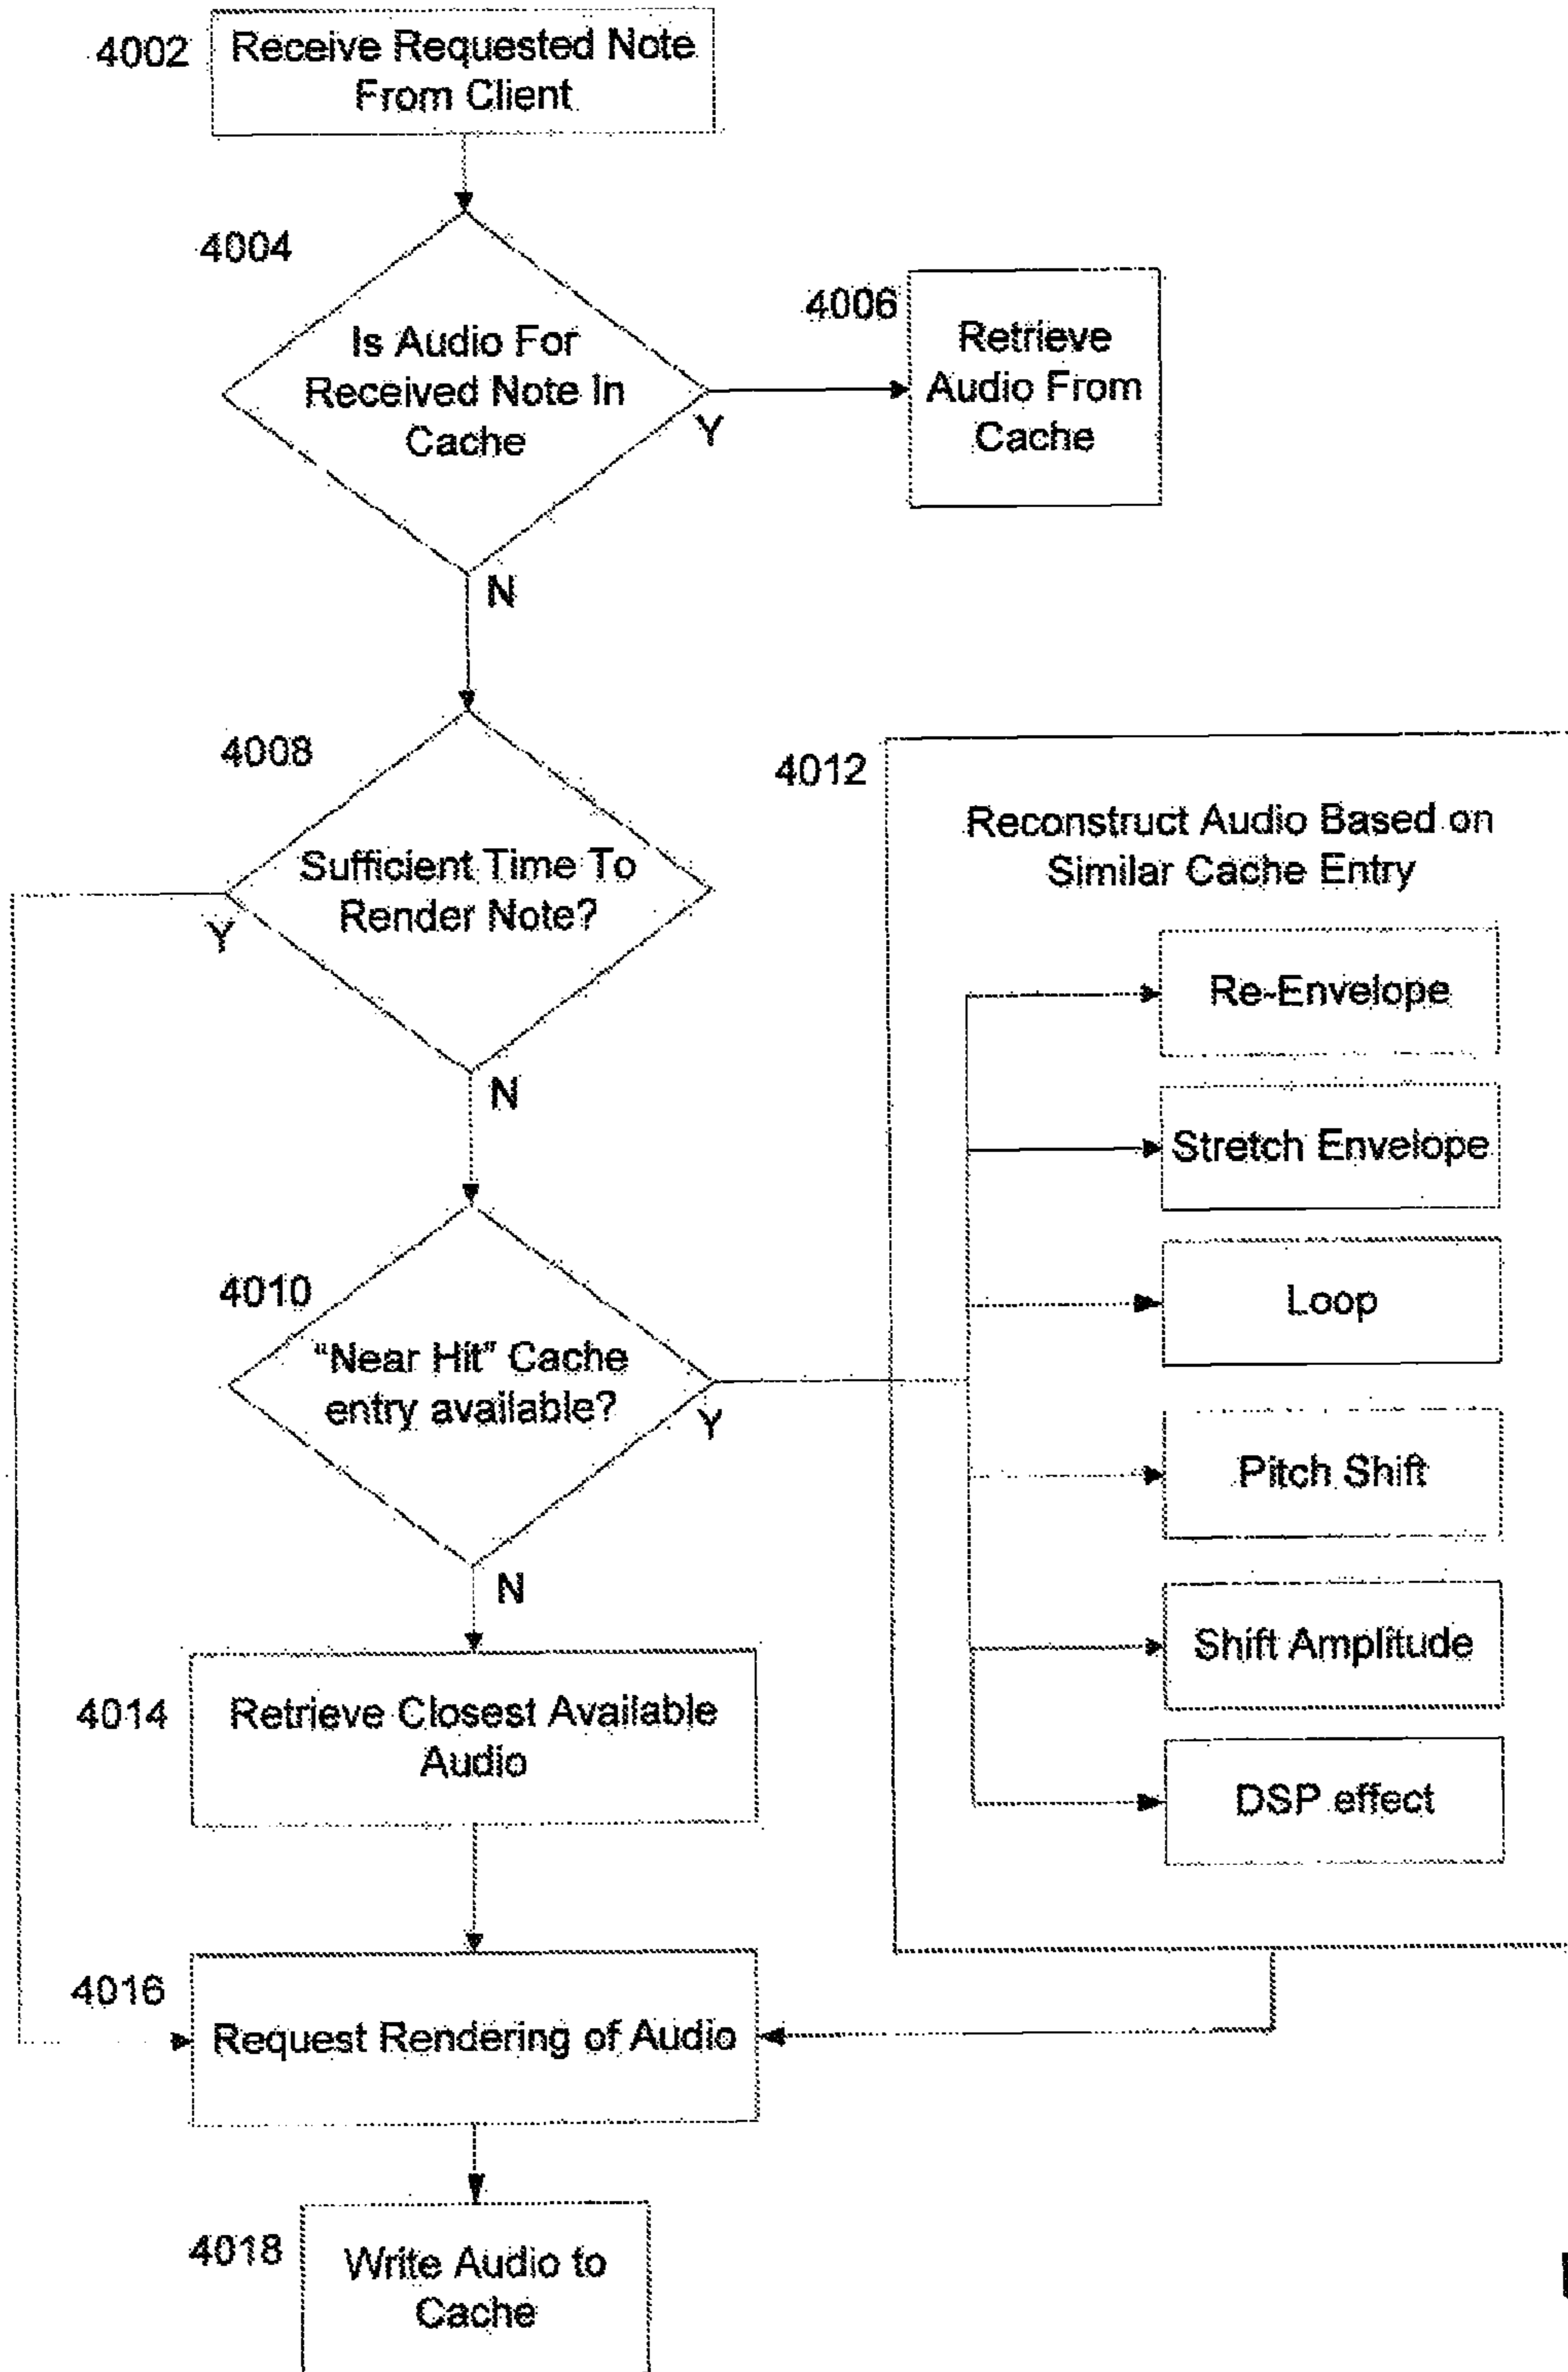 4002
Receive Requested Note
From Client
4004
Is Audio For
Received Note In
Cache
Y
N
4006
Retrieve
Audio From
Cache
4008
Sufficient Time To
Render Note?
Y
N
4010
"Near Hit" Cache
entry available?
Y
N
4012
Reconstruct Audio Based on
Similar Cache Entry
Re-Envelope
Stretch Envelope
Loop
Pitch Shift
Shift Amplitude
DSP effect
4014
Retrieve Closest Available
Audio
4016
Request Rendering of Audio
4018
Write Audio to
Cache